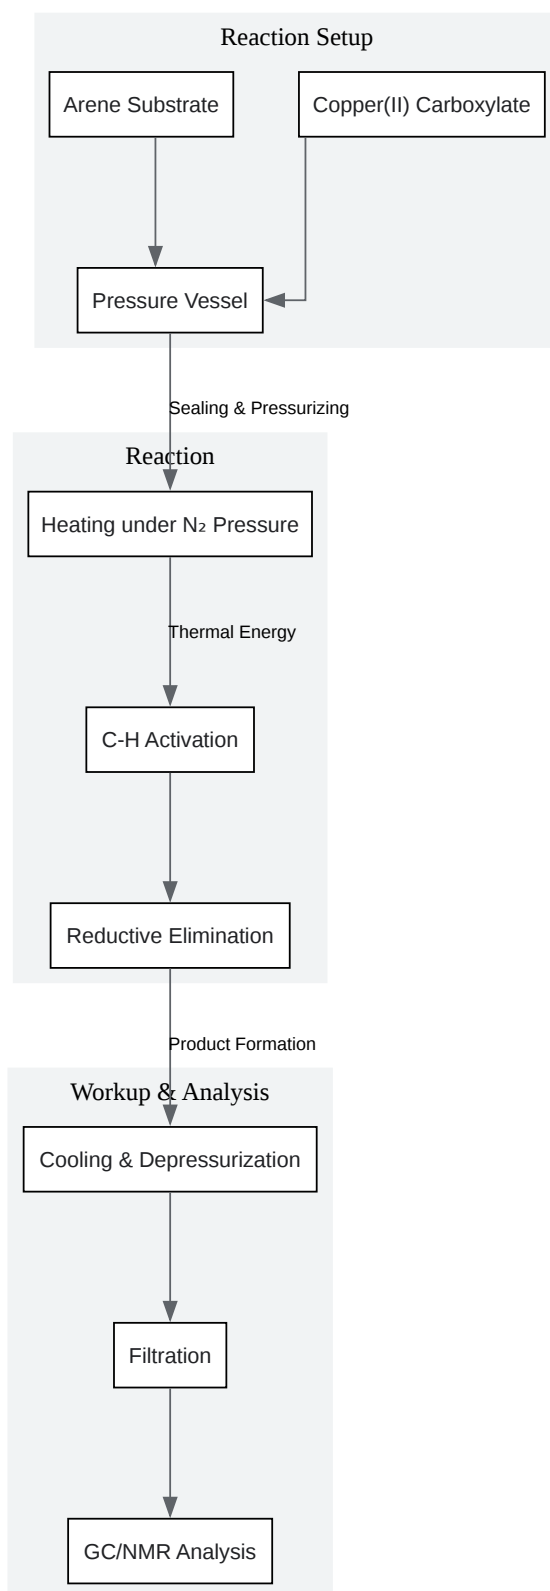 Reaction Setup
Arene Substrate
Copper(II) Carboxylate
Pressure Vessel
Sealing & Pressurizing
Reaction
Heating under N₂ Pressure
Thermal Energy
C-H Activation
Reductive Elimination
Product Formation
Workup & Analysis
Cooling & Depressurization
Filtration
GC/NMR Analysis